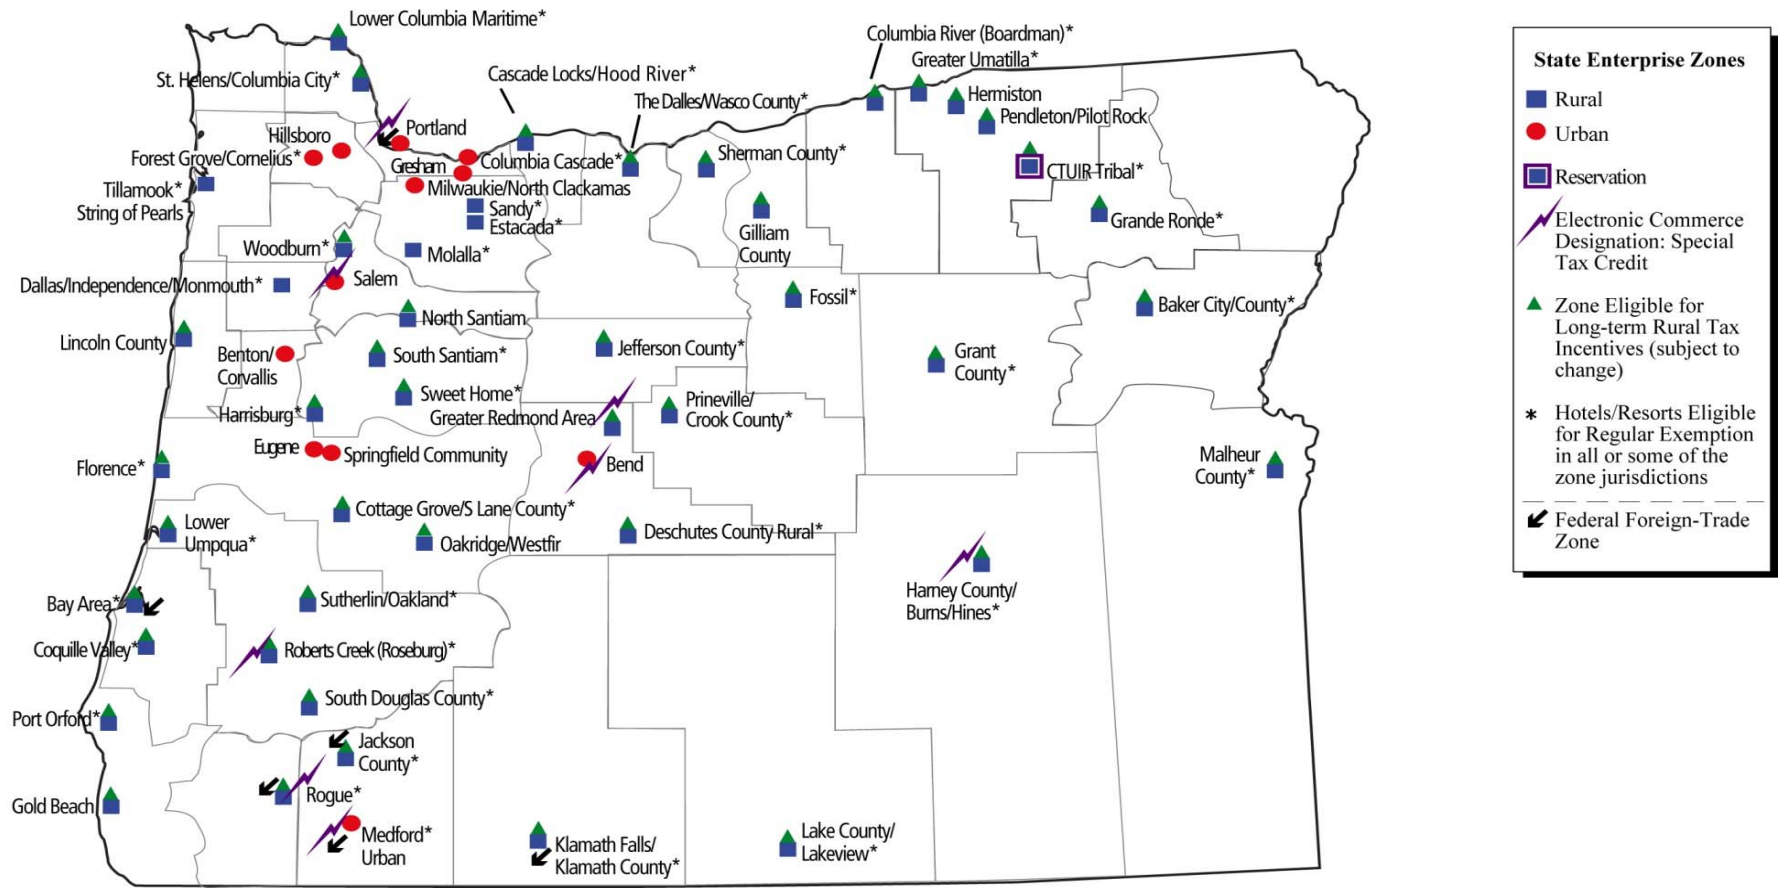 Lower Columbia Maritime*
St. Helens/Columbia City*
Cascade Locks/Hood River*
Columbia River (Boardman)*
Greater Umatilla*
The Dalles/Wasco County*
Hermiston
Pendleton/Pilot Rock
Portland
Hillsboro
Forest Grove/Cornelius*
Gresham
Columbia Cascade*
Sherman County*
CTUIR Tribal*
Tillamook*
String of Pearls
Milwaukie/North Clackamas
Sandy*
Estacada*
Grande Ronde*
Gilliam
County
Woodburn*
Molalla*
Salem
Dallas/Independence/Monmouth*
Fossil*
Baker City/County*
North Santiam
Lincoln County
Benton/
Corvallis
South Santiam*
Jefferson County*
Grant
County*
Sweet Home*
Prineville/
Crook County*
Harrisburg*
Greater Redmond Area
Eugene
Springfield Community
Bend
Malheur
County*
Florence*
Cottage Grove/S Lane County*
Lower
Umpqua*
Oakridge/Westfir
Deschutes County Rural*
Harney County/
Burns/Hines*
Bay Area*
Sutherlin/Oakland*
Coquille Valley*
Roberts Creek (Roseburg)*
South Douglas County*
Port Orford*
Jackson
County*
Gold Beach
Rogue*
Medford*
Urban
Klamath Falls/
Klamath County*
Lake County/
Lakeview*
State Enterprise Zones
Rural
Urban
Reservation
Electronic Commerce
Designation: Special
Tax Credit
Zone Eligible for
Long-term Rural Tax
Incentives (subject to
change)
* Hotels/Resorts Eligible
for Regular Exemption
in all or some of the
zone jurisdictions
Federal Foreign-Trade
Zone